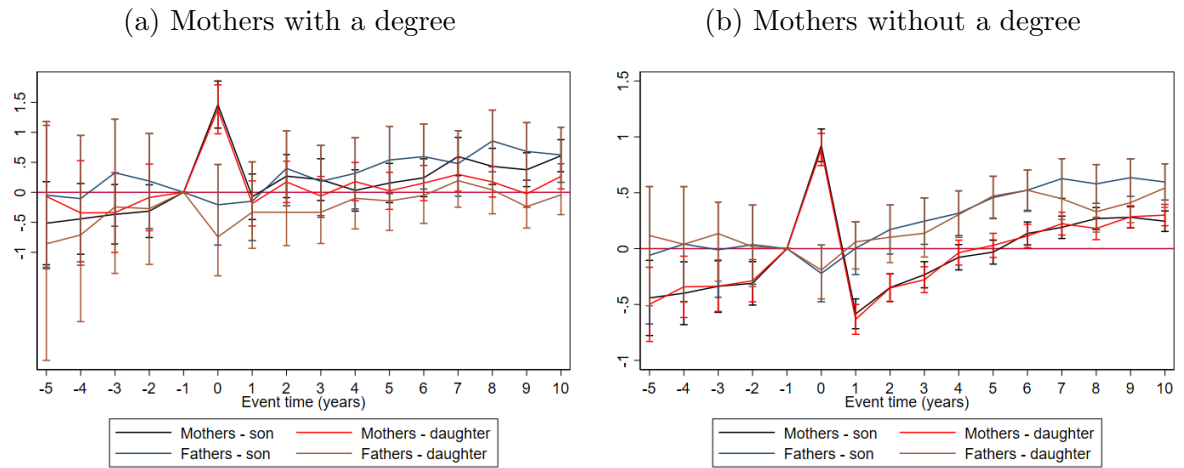 (a) Mothers with a degree
1.5
1
.5
0
-.5
-1
-5 -4 -3 -2 -1 0 1 2 3 4 5 6 7 8 9 10
Event time (years)
Mothers - son Mothers - daughter
Fathers - son Fathers - daughter
(b) Mothers without a degree
1.5
1
.5
0
-.5
-1
-5 -4 -3 -2 -1 0 1 2 3 4 5 6 7 8 9 10
Event time (years)
Mothers - son Mothers - daughter
Fathers - son Fathers - daughter